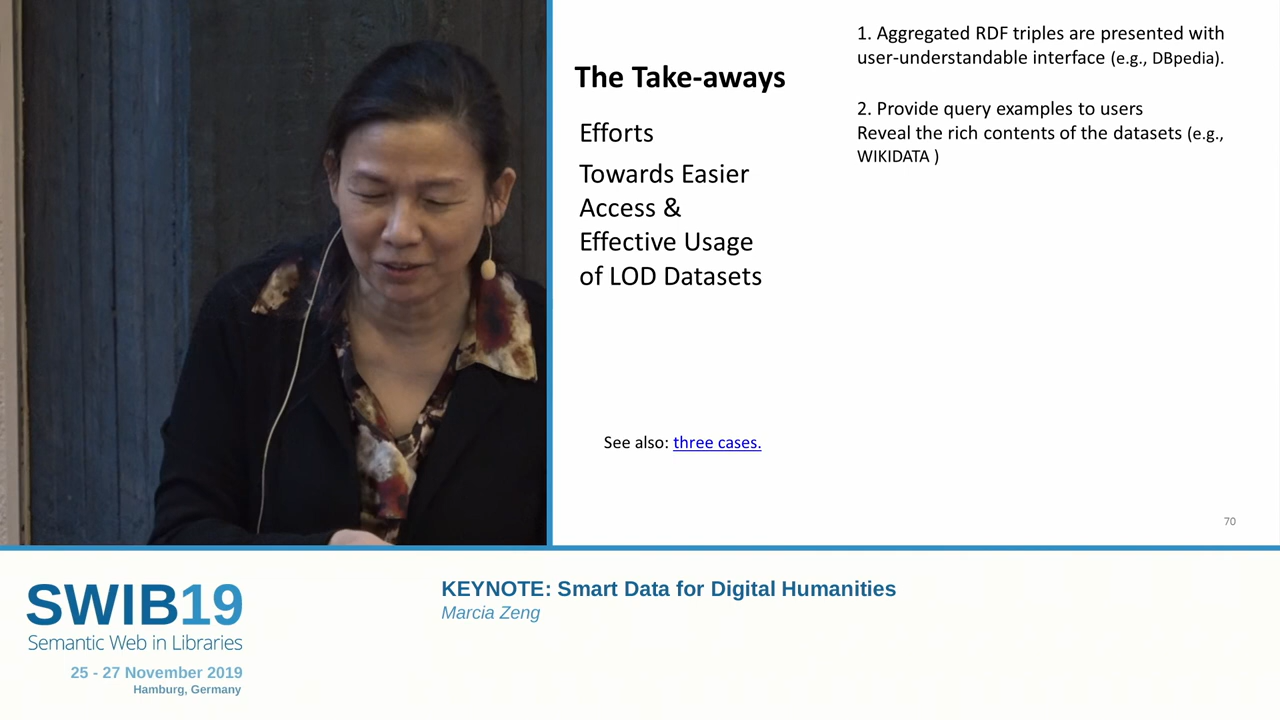 The Take-aways
Efforts
Towards Easier
Access &
Effective Usage
of LOD Datasets
See also: three cases.
1. Aggregated RDF triples are presented with
user-understandable interface (e.g., DBpedia).
2. Provide query examples to users
Reveal the rich contents of the datasets (e.g.,
WIKIDATA )
70
SWIB19
Semantic Web in Libraries
25 - 27 November 2019
Hamburg, Germany
KEYNOTE: Smart Data for Digital Humanities
Marcia Zeng